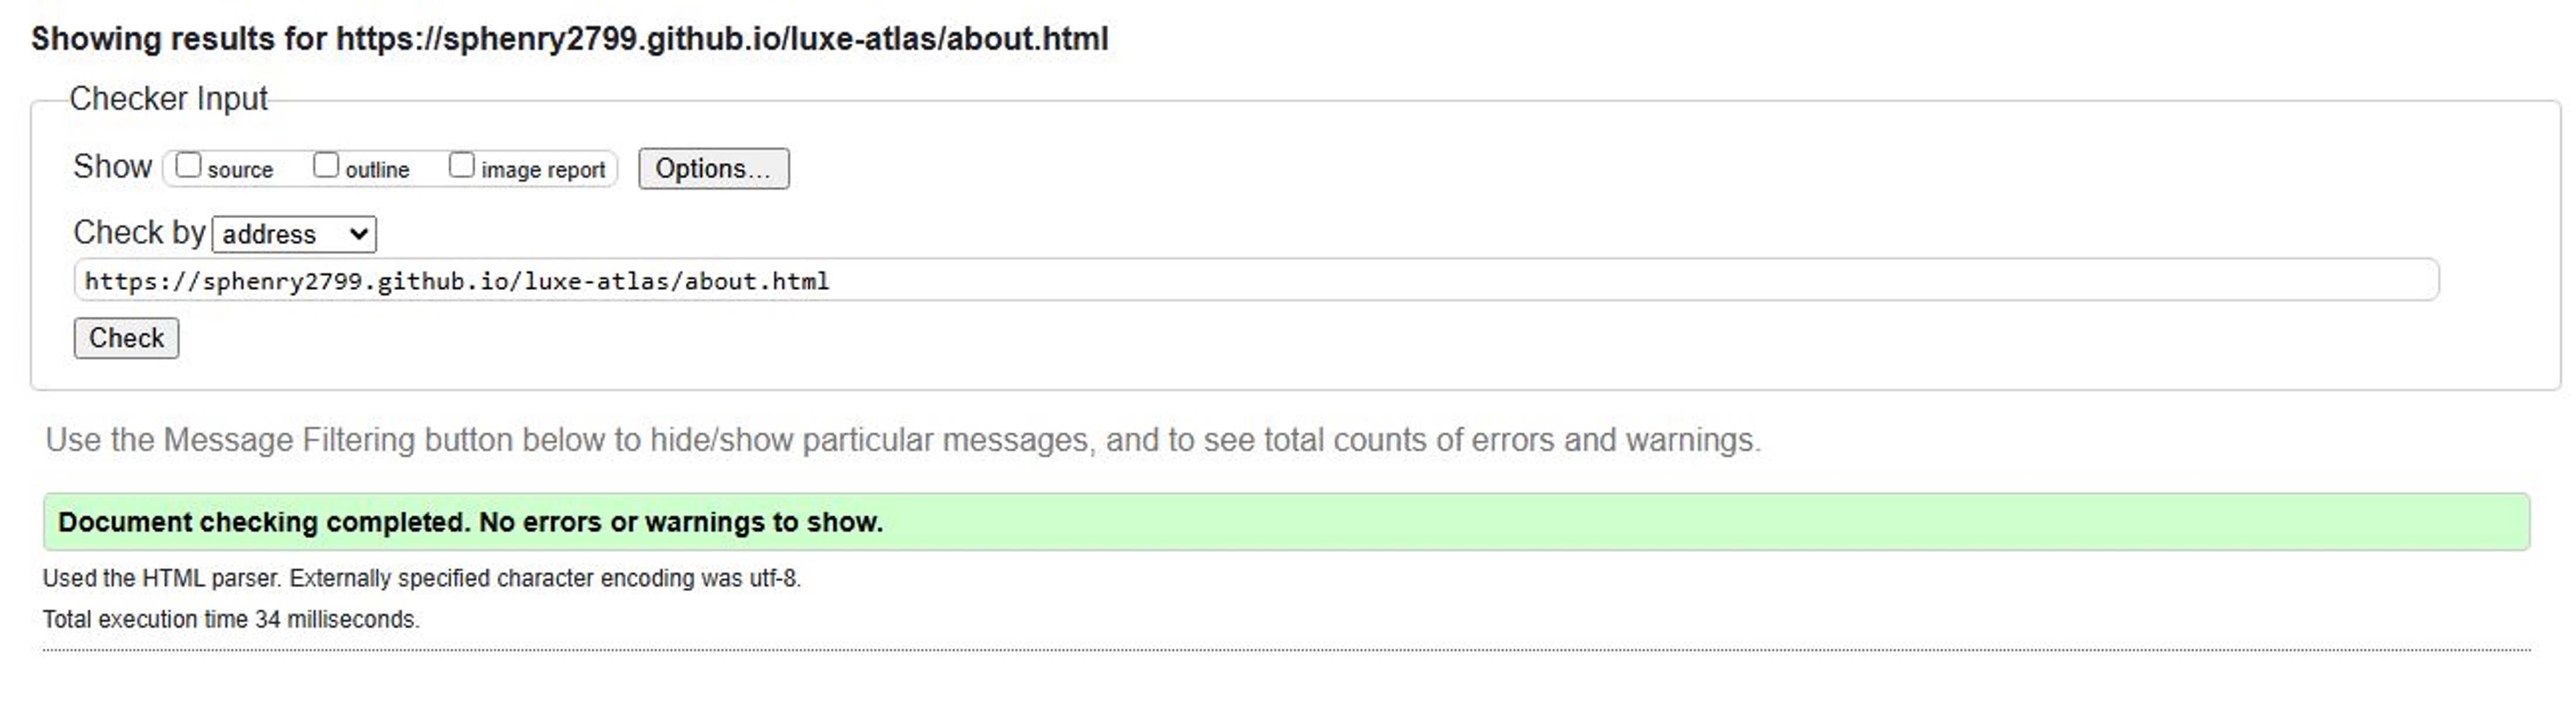 Showing results for https://sphenry2799.github.io/luxe-atlas/about.html
Checker Input
Show source outline image report Options...
Check by address
https://sphenry2799.github.io/luxe-atlas/about.html
Check
Use the Message Filtering button below to hide/show particular messages, and to see total counts of errors and warnings.
Document checking completed. No errors or warnings to show.
Used the HTML parser. Externally specified character encoding was utf-8.
Total execution time 34 milliseconds.